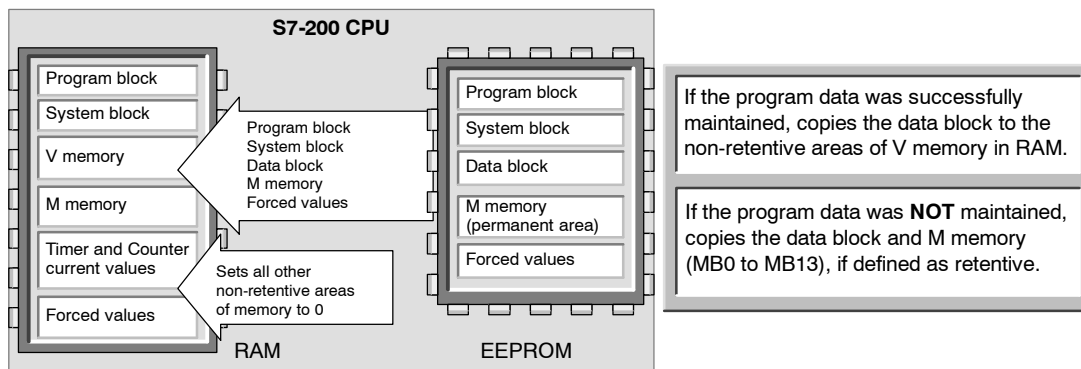 S7-200 CPU
Program block
System block
V memory
M memory
Timer and Counter
current values
Forced values
RAM
Program block
System block
Data block
M memory
Forced values
Sets all other
non-retentive areas
of memory to 0
Program block
System block
Data block
M memory
(permanent area)
Forced values
EEPROM
If the program data was successfully
maintained, copies the data block to the
non-retentive areas of V memory in RAM.
If the program data was NOT maintained,
copies the data block and M memory
(MB0 to MB13), if defined as retentive.